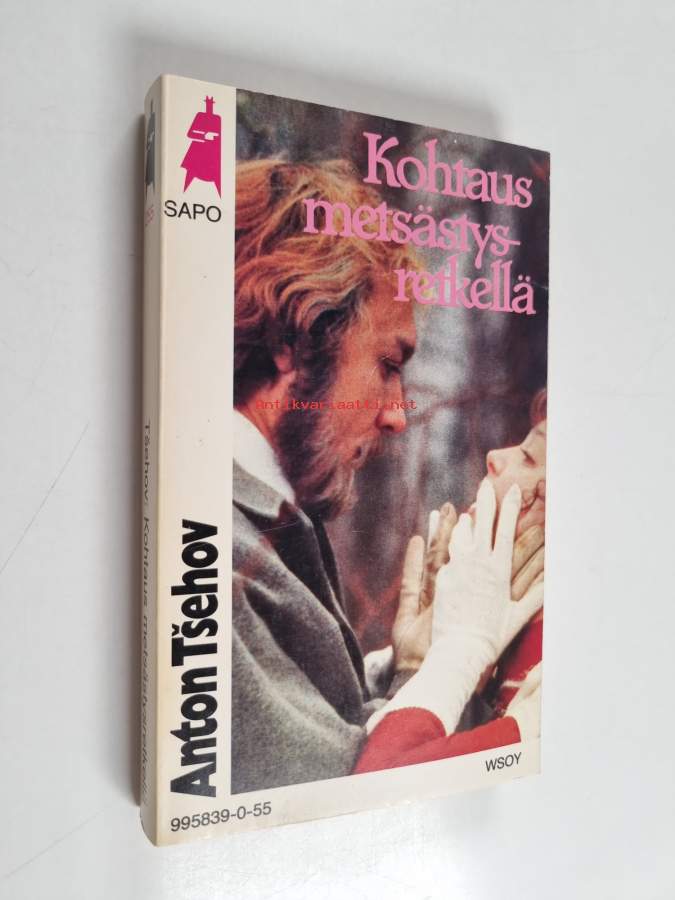 SAPO
Kohtaus
metsästys-
retkellä
Antikvariaatti.net
Anton Tšehov
WSOY
995839-0-55
Tšehov: Kohtaus metsästysretkellä